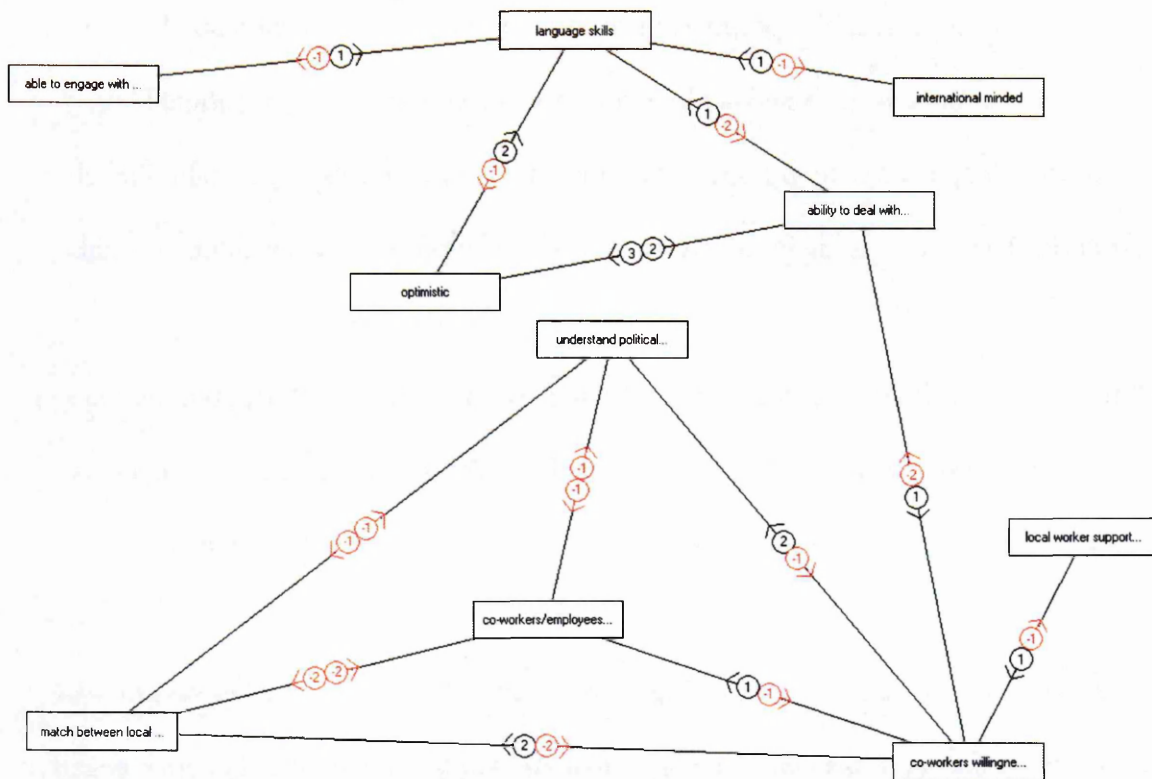 language skills
able to engage with ...
-1 1
1 -1
international minded
1 -2
2
-1
ability to deal with...
3 2
optimistic
understand political...
-1
-1
-2
1
-1 -1
2
-1
local worker support...
co-workers/employees...
-1
1
-2 -2
1 -1
match between local ...
2 -2
co-workers willingne...